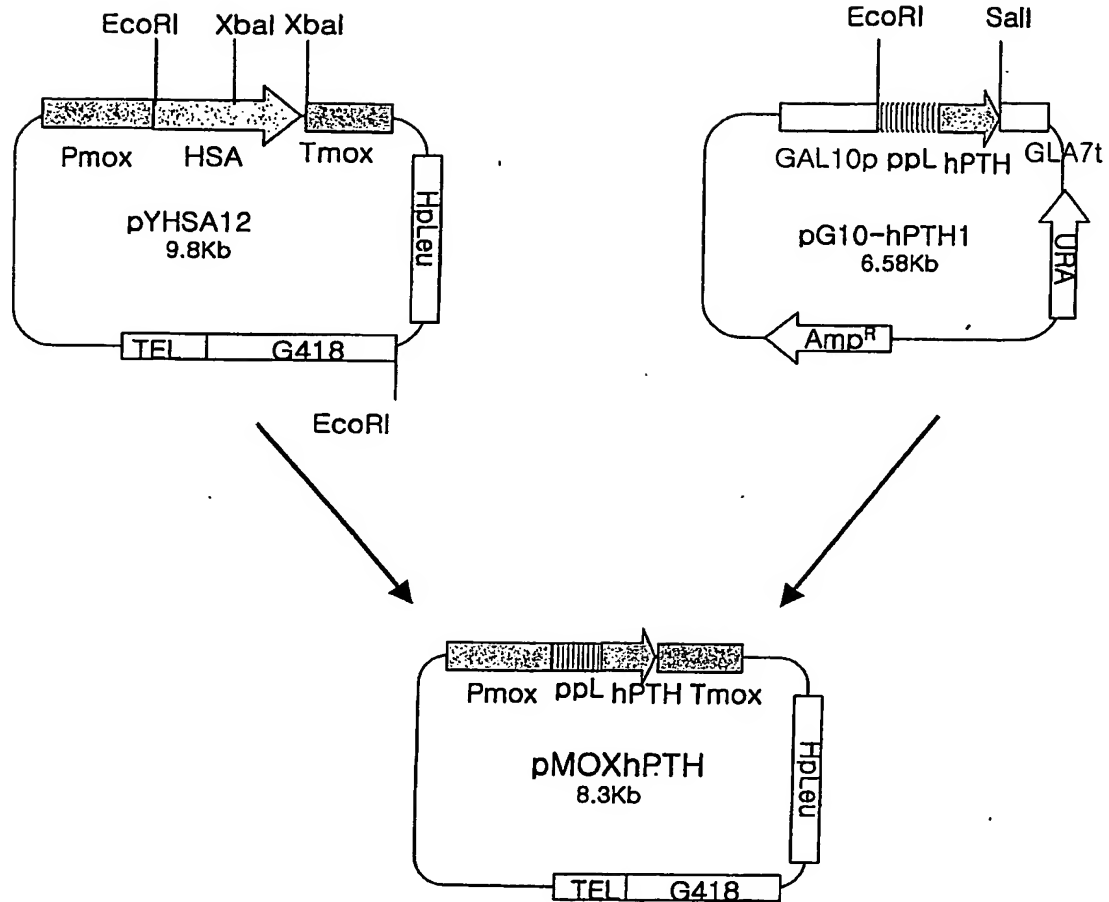 EcoRI XbaI XbaI
Pmox HSA Tmox
pYHSA12
9.8Kb
HpLeu
TEL G418
EcoRI
EcoRI SalI
GAL10p ppL hPTH GLA7t
pG10-hPTH1
6.58Kb
URA
Amp^R
Pmox ppL hPTH Tmox
pMOXhPTH
8.3Kb
HpLeu
TEL G418